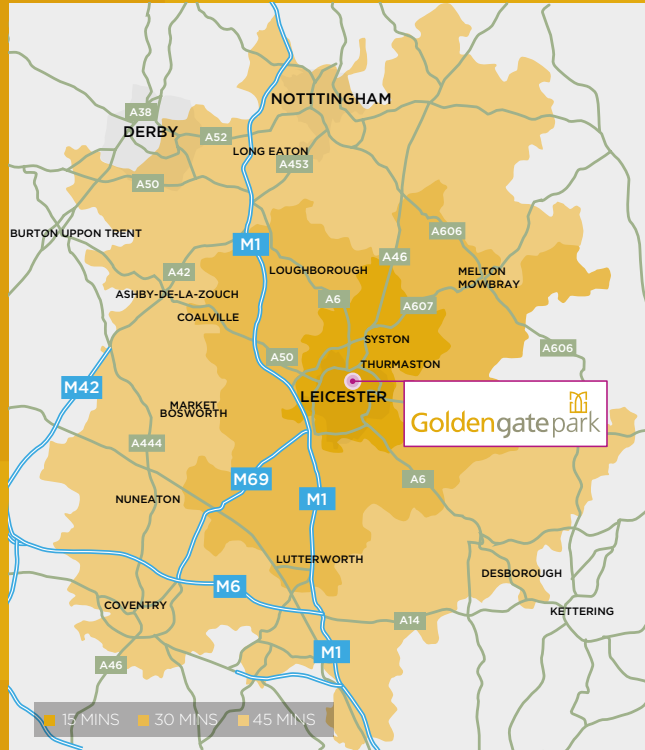 NOTTTINGHAM
A38
DERBY
A52
LONG EATON
A453
A50
A606
BURTON UPPON TRENT
M1
A46
A42
LOUGHBOROUGH
MELTON
MOWBRAY
ASHBY-DE-LA-ZOUCH
A6
A607
COALVILLE
SYSTON
A606
A50
THURMASTON
M42
LEICESTER
MARKET
BOSWORTH
Goldengatepark
A444
M69
A6
NUNEATON
M1
LUTTERWORTH
DESBOROUGH
M6
COVENTRY
KETTERING
A14
M1
A46
15 MINS 30 MINS 45 MINS